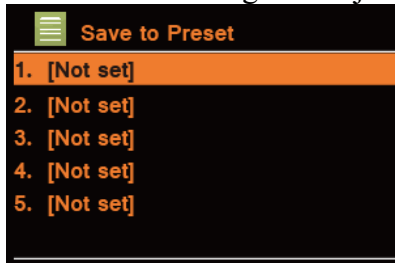 Save to Preset
1. [Not set]
2. [Not set]
3. [Not set]
4. [Not set]
5. [Not set]